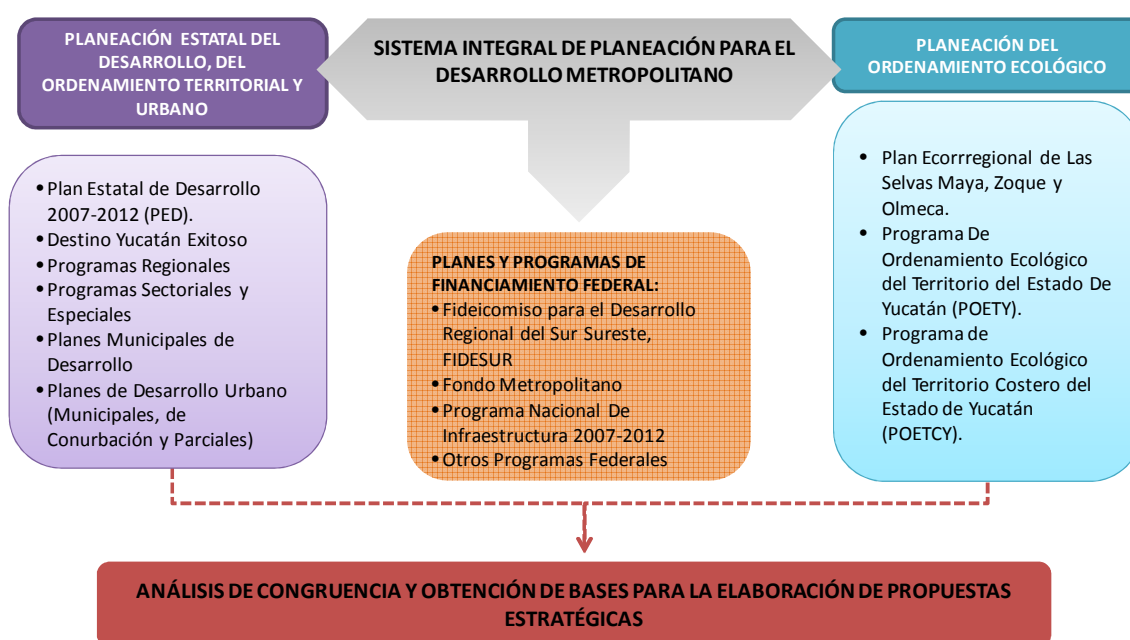 PLANEACIÓN ESTATAL DEL
DESARROLLO, DEL
ORDENAMIENTO TERRITORIAL Y
URBANO
SISTEMA INTEGRAL DE PLANEACIÓN PARA EL
DESARROLLO METROPOLITANO
PLANEACIÓN DEL
ORDENAMIENTO ECOLÓGICO
• Plan Estatal de Desarrollo
2007-2012 (PED).
• Destino Yucatán Exitoso
• Programas Regionales
• Programas Sectoriales y
Especiales
• Planes Municipales de
Desarrollo
• Planes de Desarrollo Urbano
(Municipales, de
Conurbación y Parciales)
PLANES Y PROGRAMAS DE
FINANCIAMIENTO FEDERAL:
• Fideicomiso para el Desarrollo
Regional del Sur Sureste,
FIDESUR
• Fondo Metropolitano
• Programa Nacional De
Infraestructura 2007-2012
• Otros Programas Federales
• Plan Ecorrregional de Las
Selvas Maya, Zoque y
Olmeca.
• Programa De
Ordenamiento Ecológico
del Territorio del Estado De
Yucatán (POETY).
• Programa de
Ordenamiento Ecológico
del Territorio Costero del
Estado de Yucatán
(POETCY).
ANÁLISIS DE CONGRUENCIA Y OBTENCIÓN DE BASES PARA LA ELABORACIÓN DE PROPUESTAS
ESTRATÉGICAS